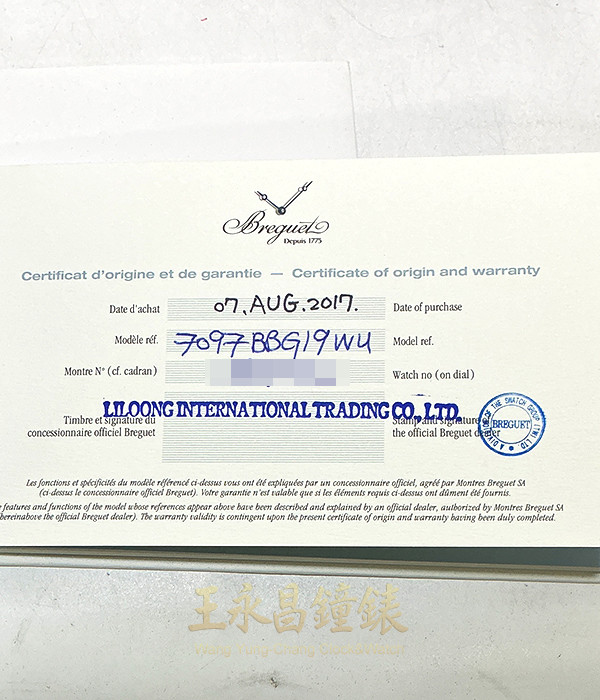 Breguet
Depuis 1775
Certificat d'origine et de garantie — Certificate of origin and warranty
Date d'achat 07. AUG. 2017. Date of purchase
Modèle réf. 7097BBG19WU Model ref.
Montre N° (cf. cadran) Watch no (on dial)
LILOONG INTERNATIONAL TRADING CO., LTD.
Timbre et signature du Stamp and signature of
concessionnaire officiel Breguet the official Breguet dealer
A DIVISION OF THE SWATCH GROUP (TW) LTD
BREGUET
Les fonctions et spécificités du modèle référencé ci-dessus vous ont été expliquées par un concessionnaire officiel, agréé par Montres Breguet SA
(ci-dessus le concessionnaire officiel Breguet). Votre garantie n'est valable que si les éléments requis ci-dessus ont dûment été fournis.
e features and functions of the model whose references appear above have been described and explained by an official dealer, authorized by Montres Breguet SA
hereinabove the official Breguet dealer). The warranty validity is contingent upon the present certificate of origin and warranty having been duly completed.
王永昌鐘錶